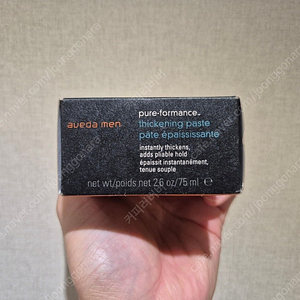 aveda men
pure-formance™
thickening paste
pâte épaississante
instantly thickens,
adds pliable hold
épaissit instantanément,
tenue souple
net wt/poids net 2.6 oz/75 ml ℮